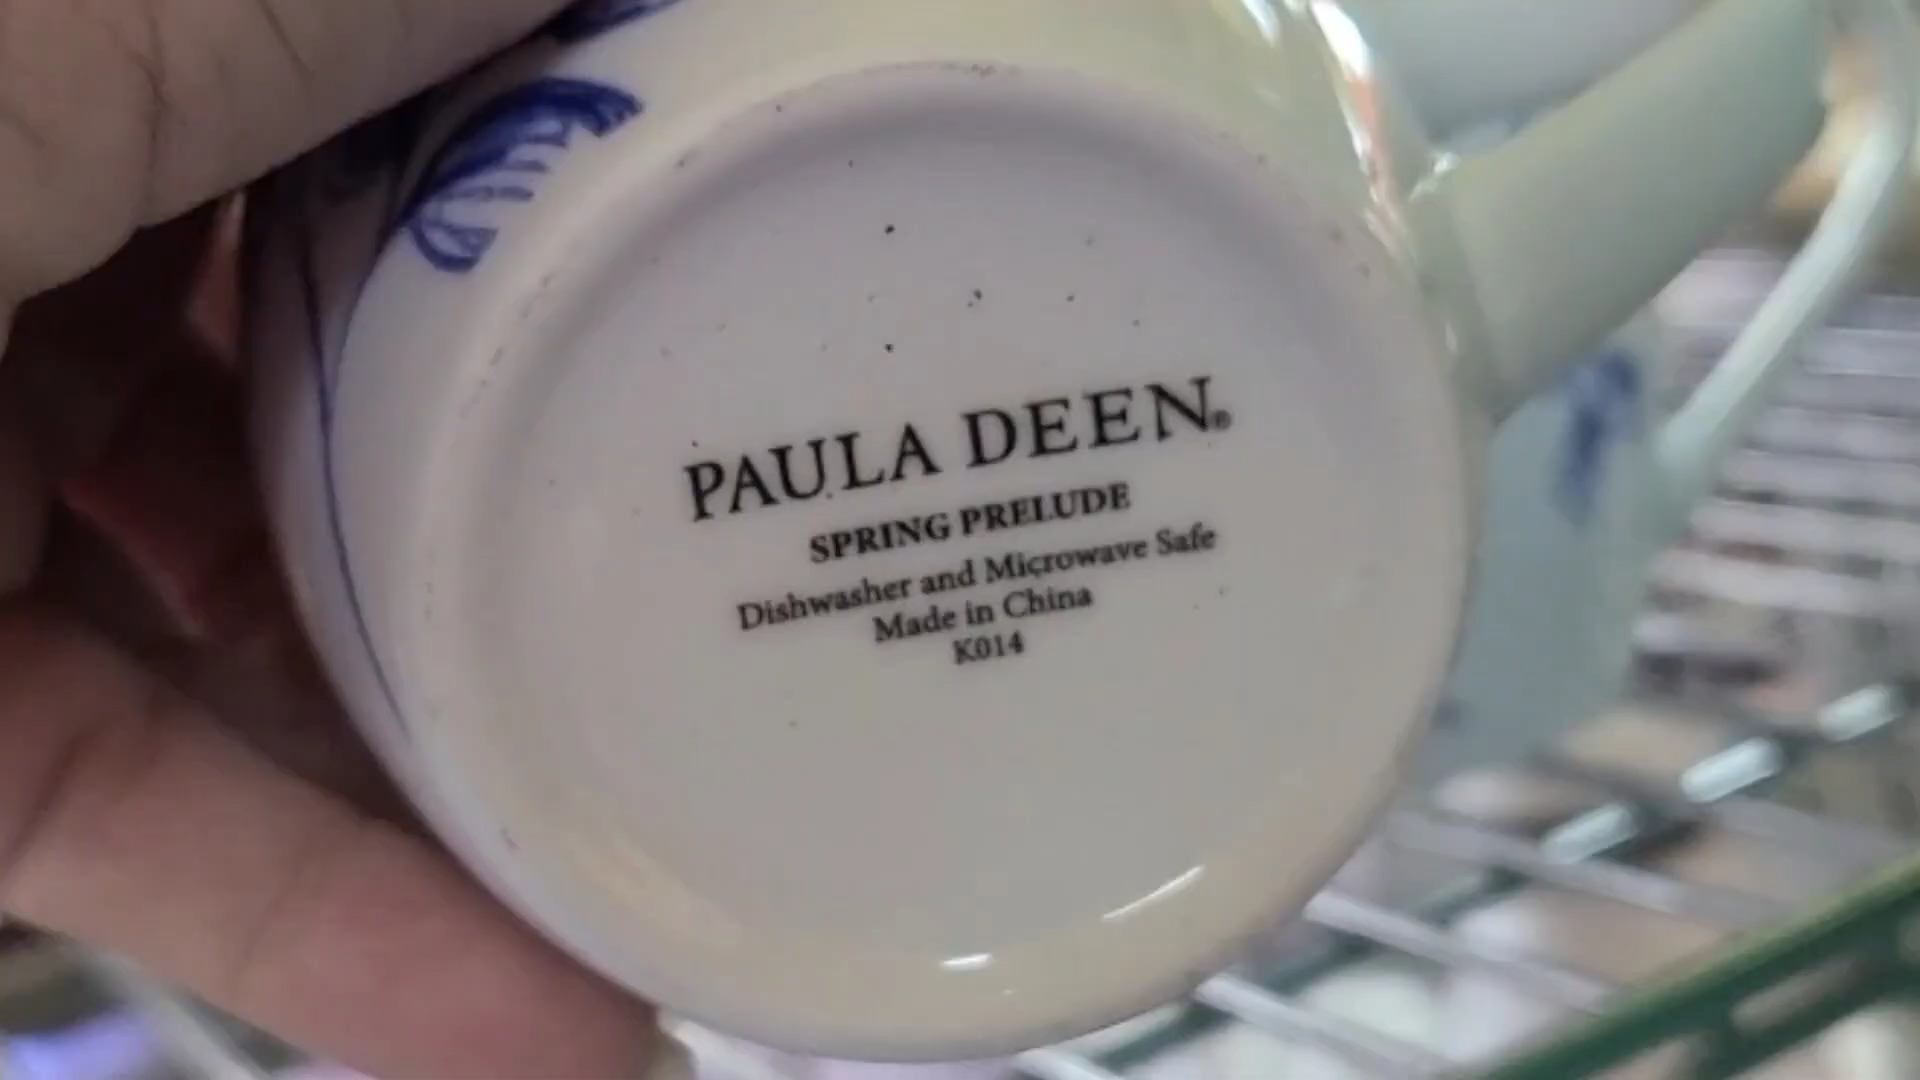 PAULA DEEN®
SPRING PRELUDE
Dishwasher and Microwave Safe
Made in China
K014